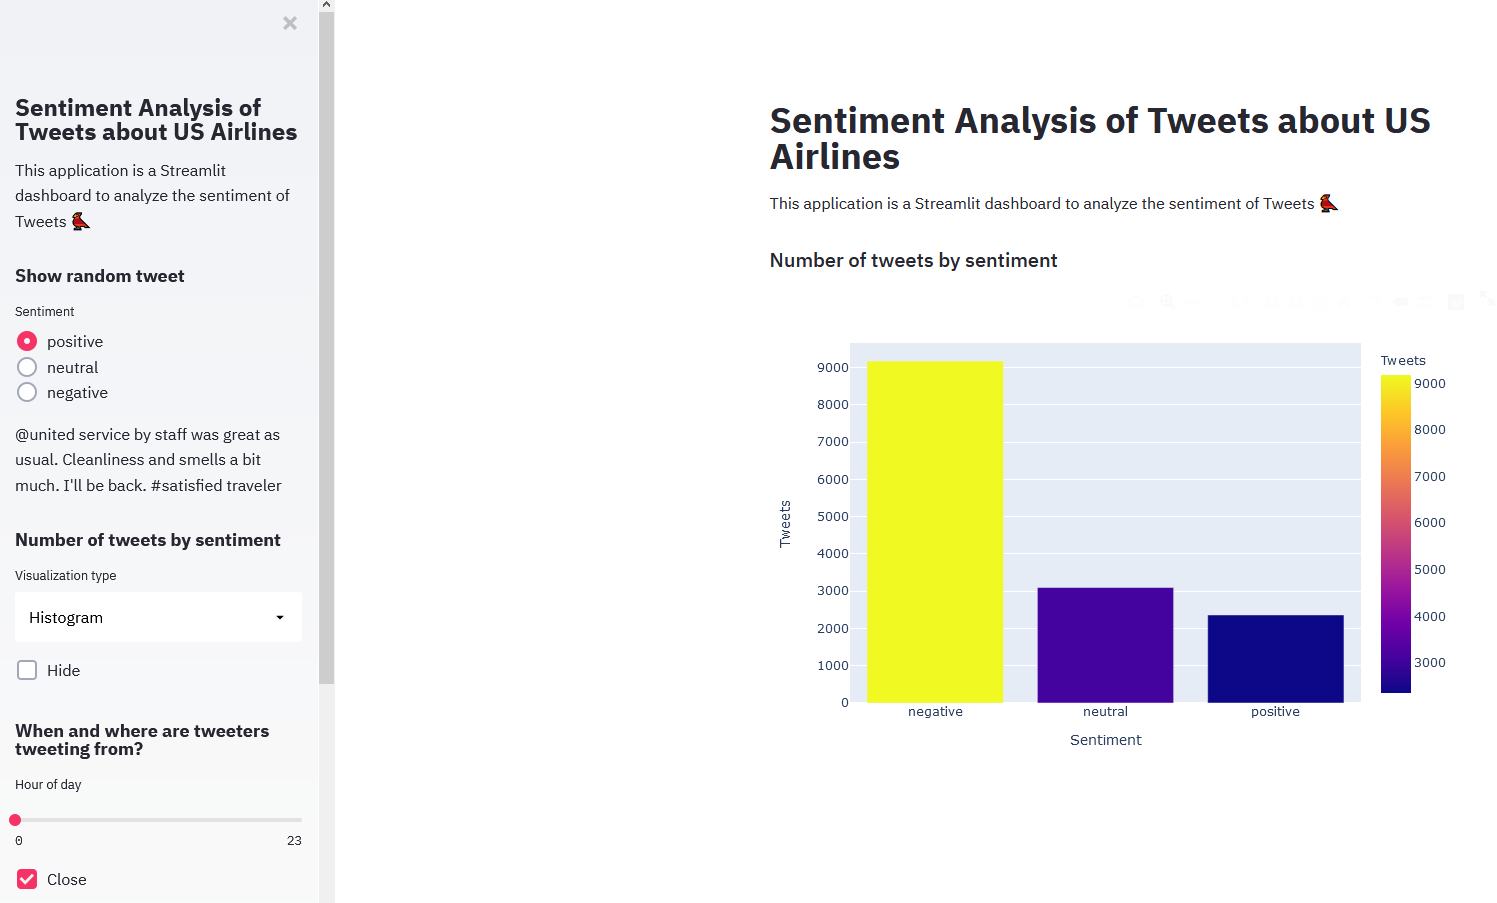 Sentiment Analysis of
Tweets about US Airlines
This application is a Streamlit
dashboard to analyze the sentiment of
Tweets
Show random tweet
Sentiment
positive
neutral
negative
@united service by staff was great as
usual. Cleanliness and smells a bit
much. I'll be back. #satisfied traveler
Number of tweets by sentiment
Visualization type
Histogram
Hide
When and where are tweeters
tweeting from?
Hour of day
0
23
Close
Sentiment Analysis of Tweets about US
Airlines
This application is a Streamlit dashboard to analyze the sentiment of Tweets
Number of tweets by sentiment
Tweets
9000
8000
7000
6000
5000
4000
3000
2000
1000
0
negative
neutral
positive
Sentiment
Tweets
9000
8000
7000
6000
5000
4000
3000